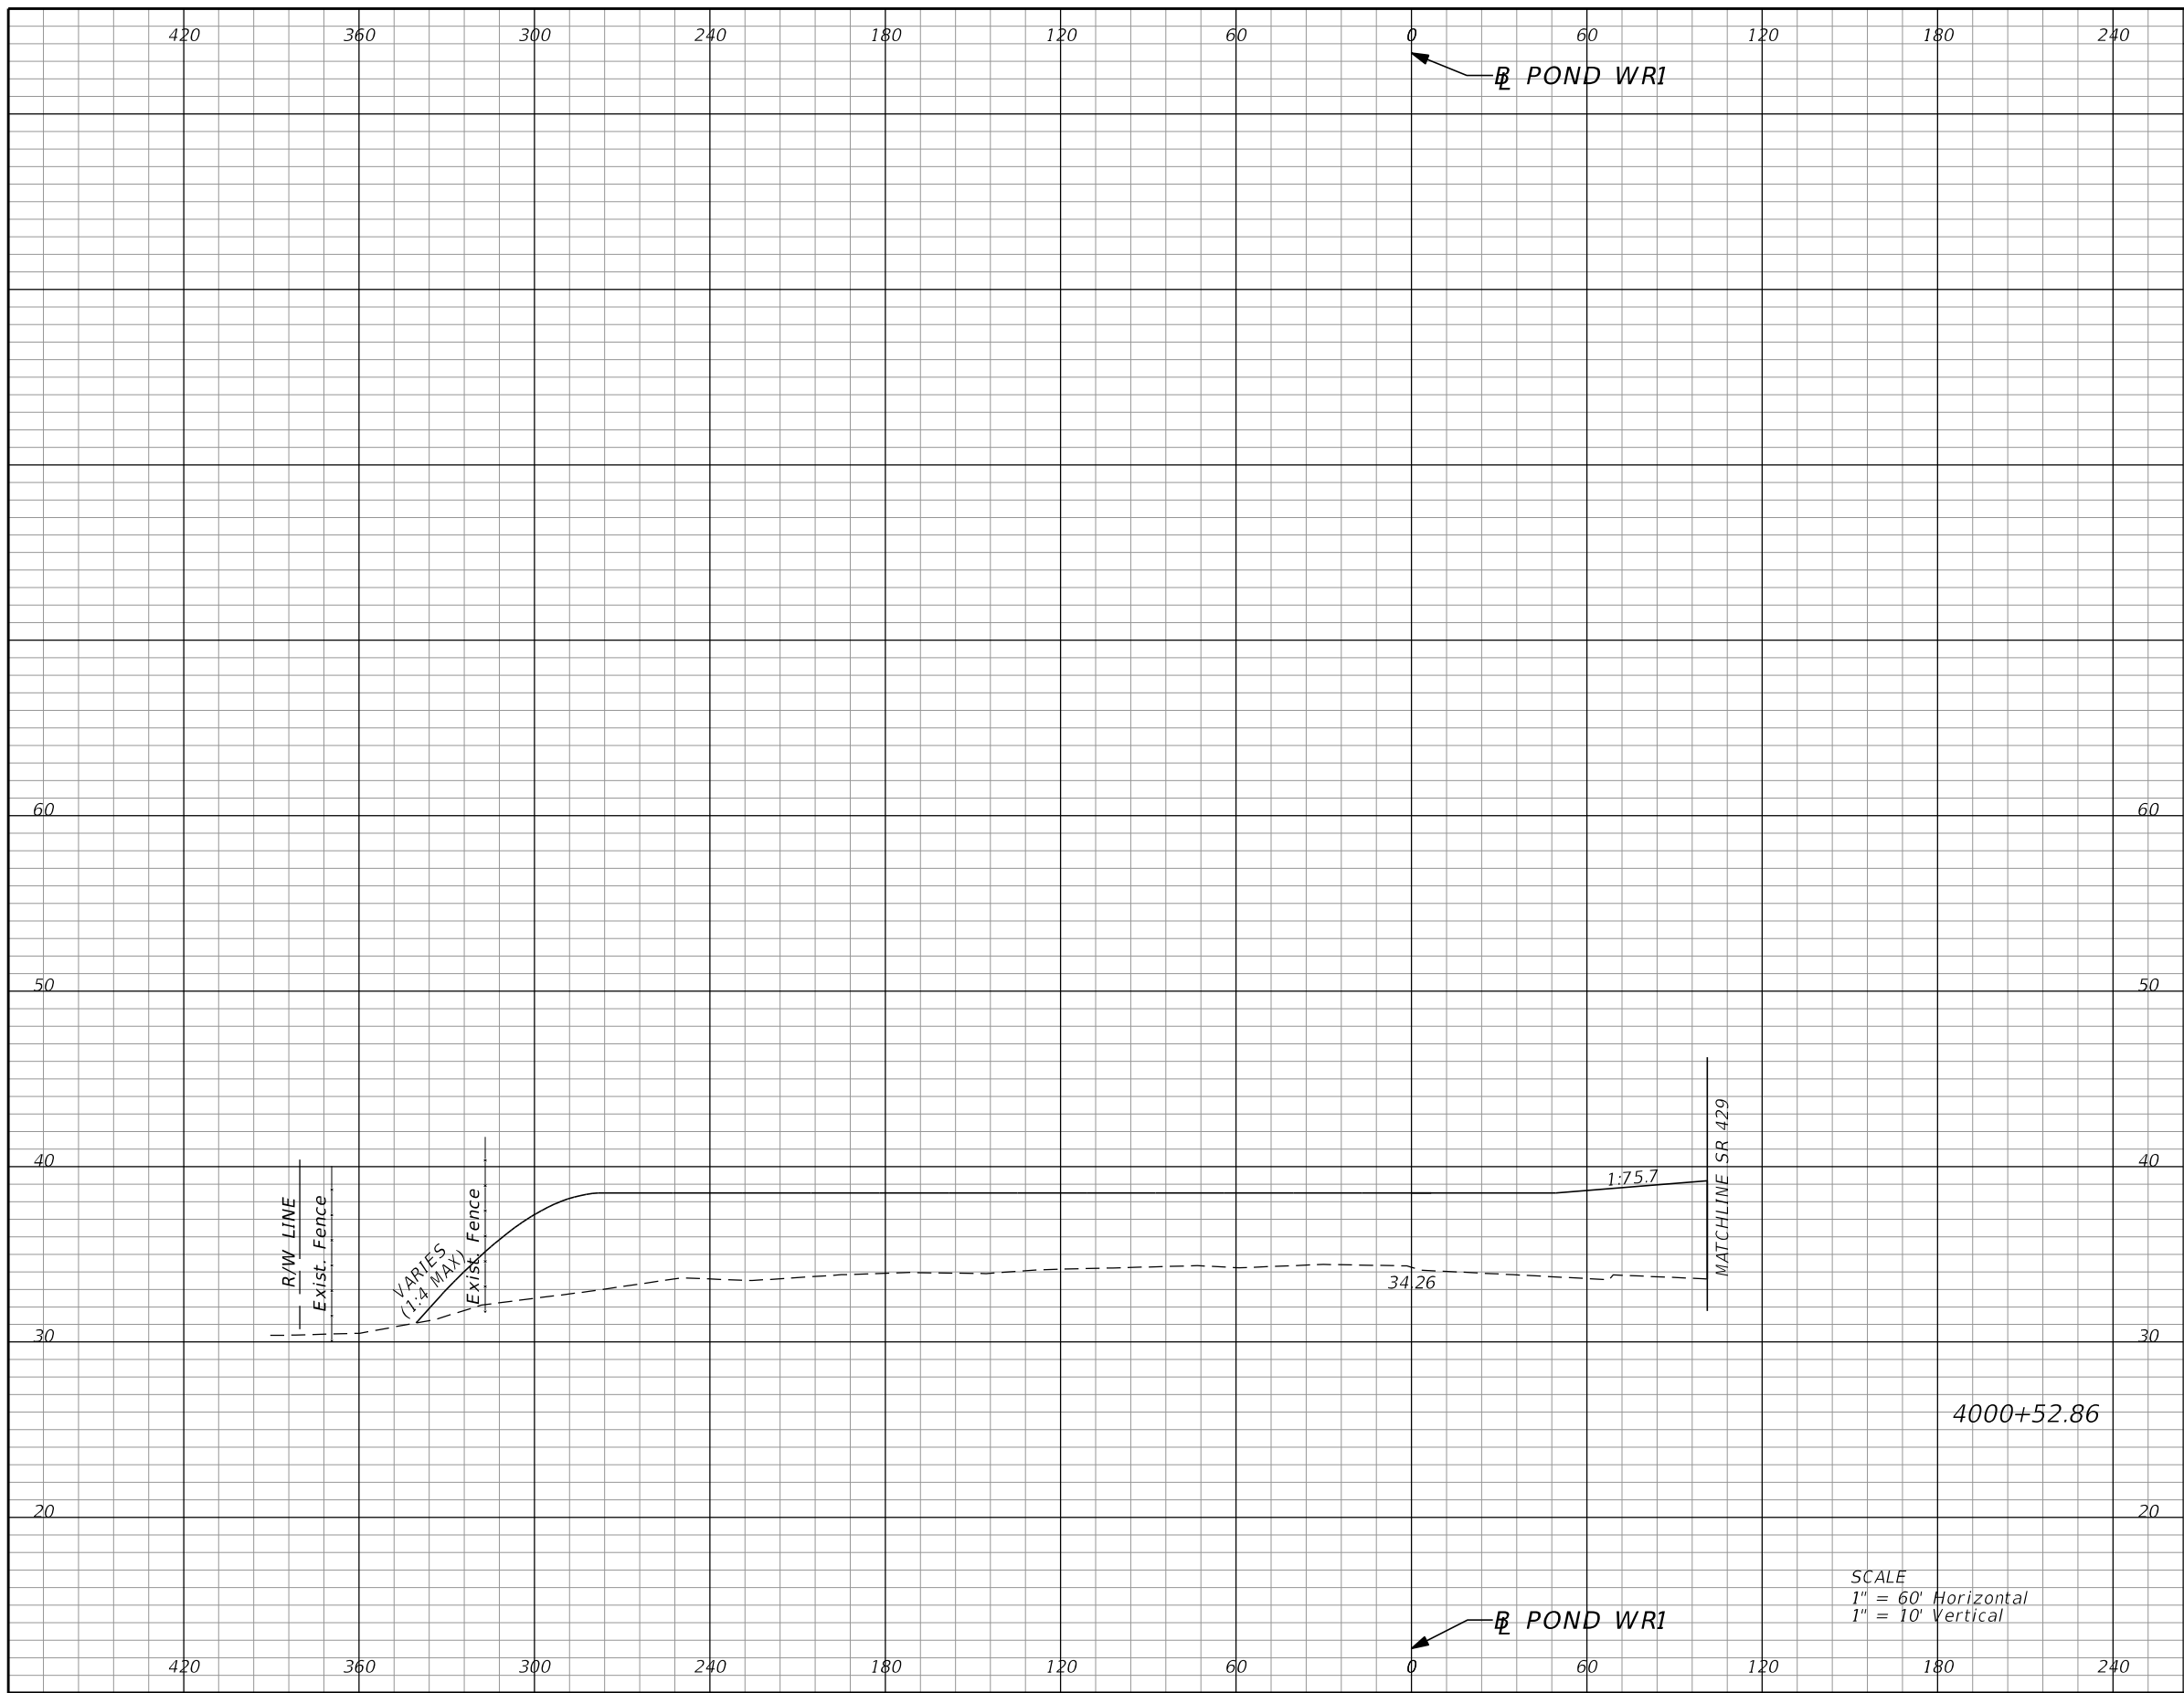 420 360 300 240 180 120 60 0 60 120 180 240
BL POND WR1
60 60
50 50
MATCHLINE SR 429
40 40
1:75.7
R/W LINE
Exist. Fence
VARIES
(1:4 MAX)
Exist. Fence
34.26
30 30
4000+52.86
20 20
SCALE
1" = 60' Horizontal
1" = 10' Vertical
BL POND WR1
420 360 300 240 180 120 60 0 60 120 180 240